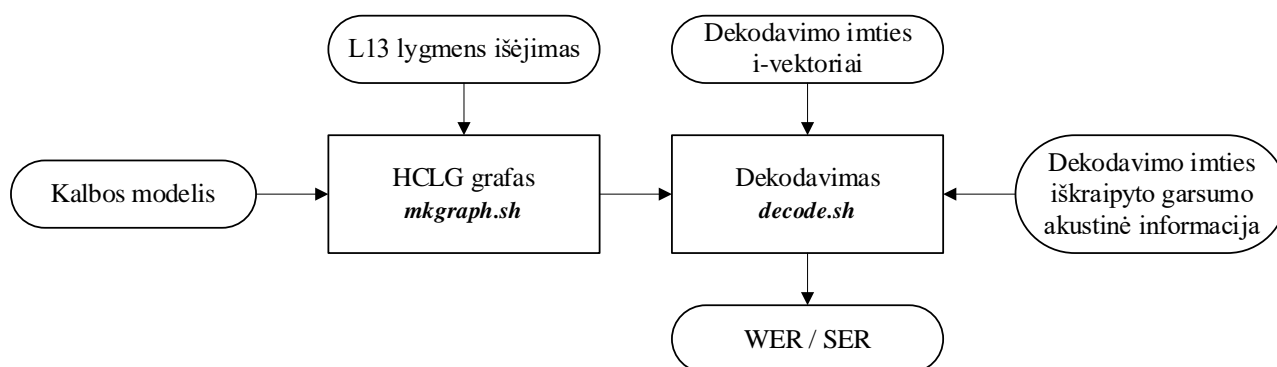 L13 lygmens išėjimas
Dekodavimo imties
i-vektoriai
Kalbos modelis
HCLG grafas
mkgraph.sh
Dekodavimas
decode.sh
Dekodavimo imties
iškraipyto garsumo
akustinė informacija
WER / SER